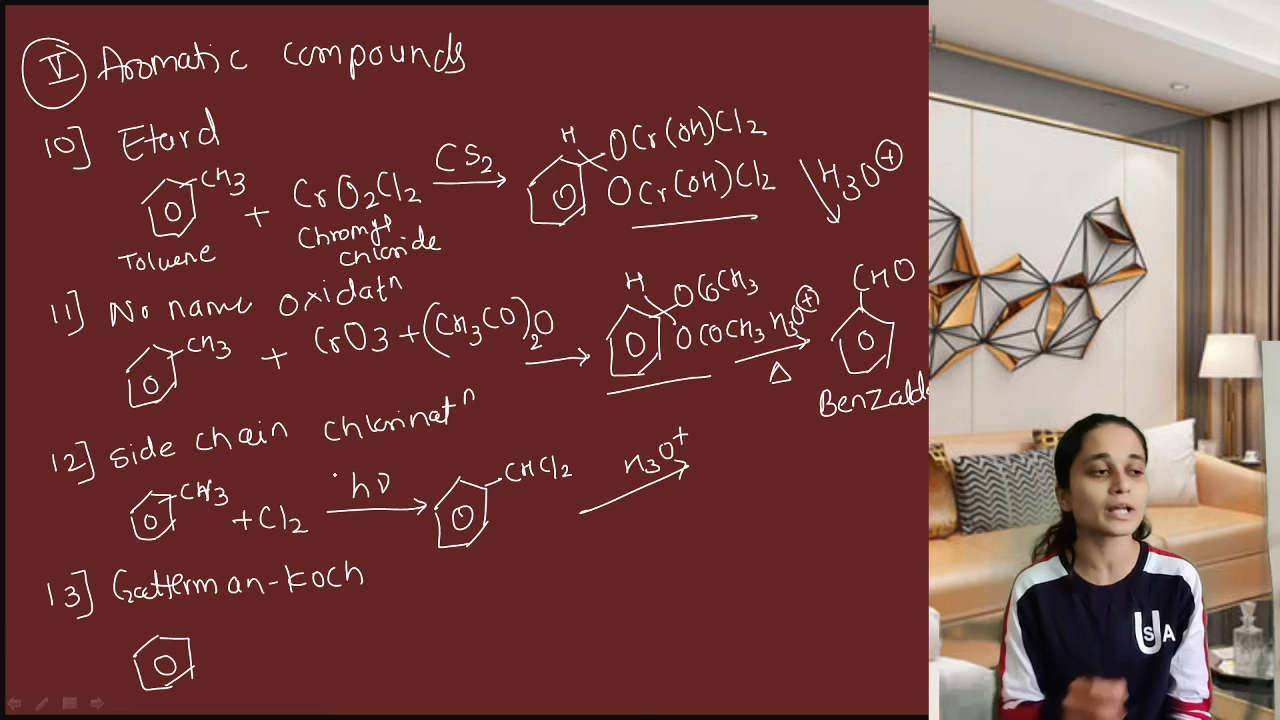 V Aromatic compounds
10] Etard
CH3 + CrO2Cl2 CS2 H OCr(OH)Cl2
OCr(OH)Cl2 H3O+
Toluene Chromyl chloride
11] No name oxidatn
CH3 + CrO3 + (CH3CO)2O H OCOCH3
OCOCH3 H3O+ Δ CHO
Benzalde
12] side chain chlorinatn
CH3 + Cl2 hν CHCl2 H3O+
13] Gatterman-Koch
USA